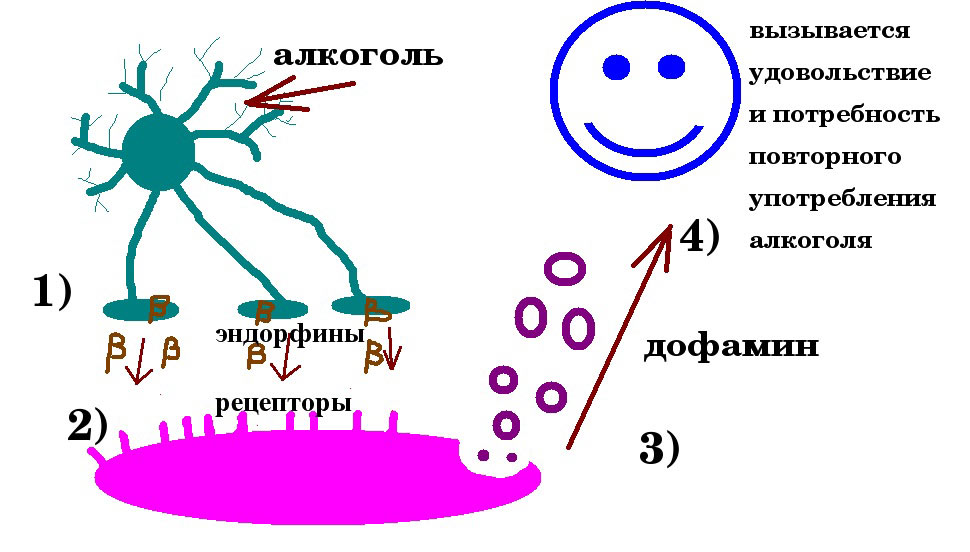 алкоголь
вызывается
удовольствие
и потребность
повторного
употребления
алкоголя
4)
1)
β β β
эндорфины
β β β β
дофамин
рецепторы
2)
3)